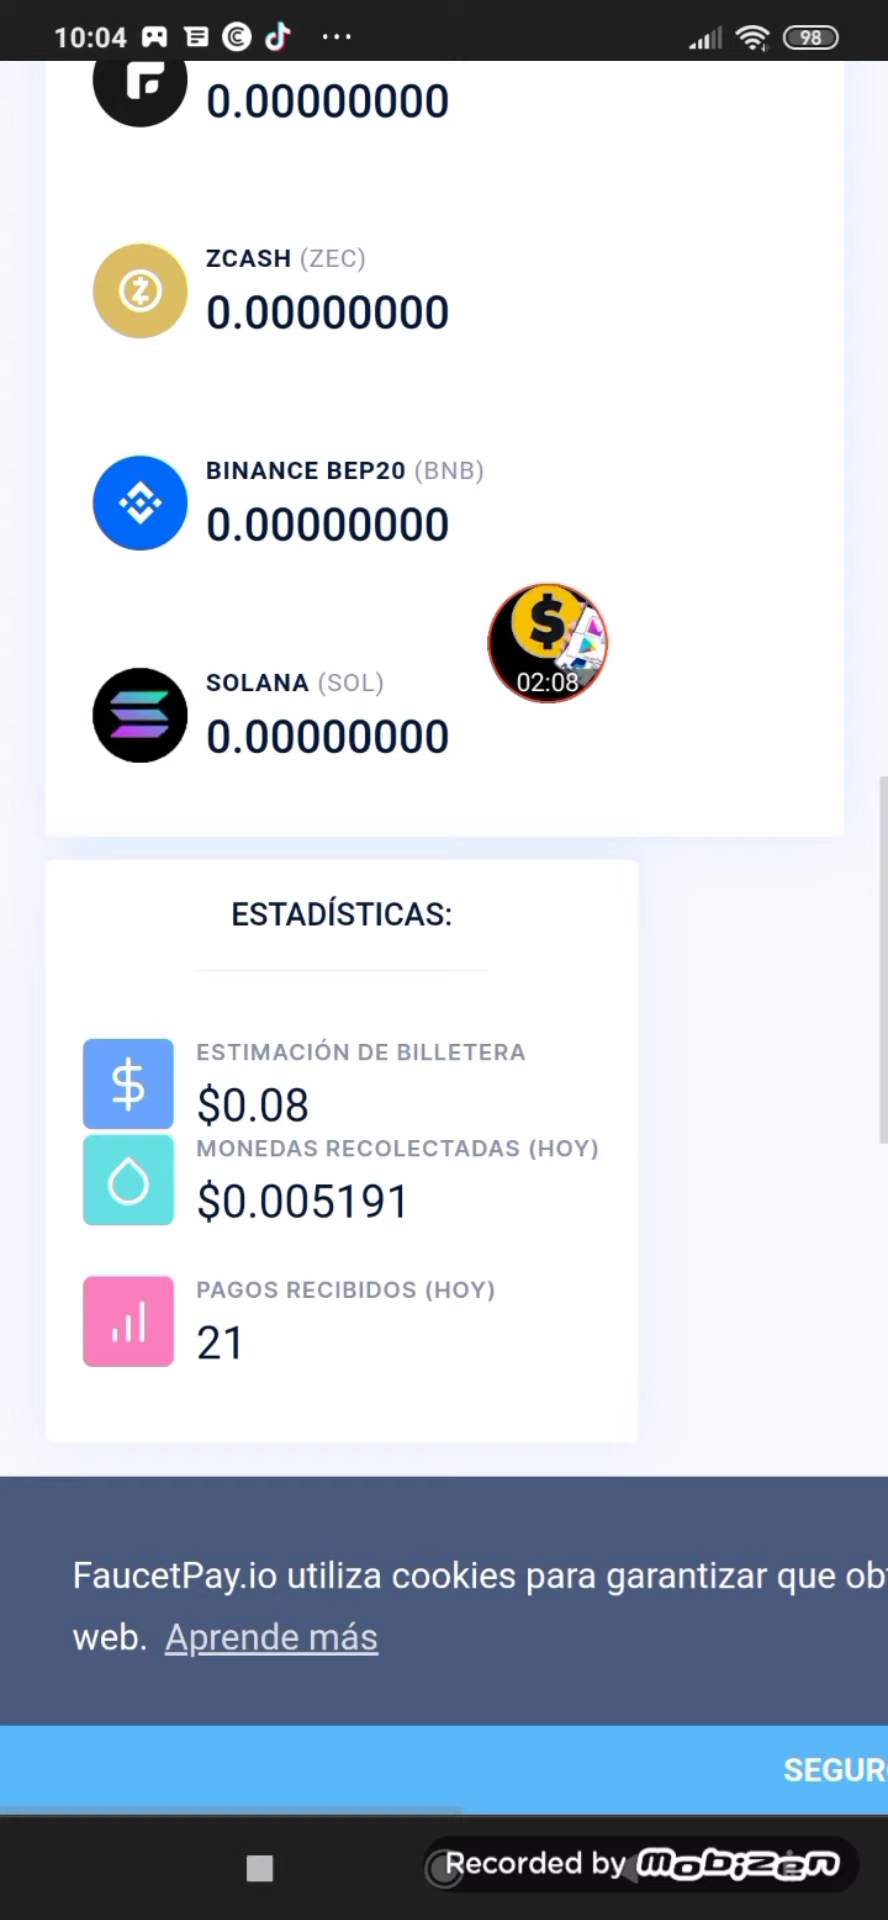 10:04 98
0.00000000
ZCASH (ZEC)
0.00000000
BINANCE BEP20 (BNB)
0.00000000
02:08
SOLANA (SOL)
0.00000000
ESTADÍSTICAS:
ESTIMACIÓN DE BILLETERA
$0.08
MONEDAS RECOLECTADAS (HOY)
$0.005191
PAGOS RECIBIDOS (HOY)
21
FaucetPay.io utiliza cookies para garantizar que ob
web. Aprende más
SEGUR
Recorded by mobizen